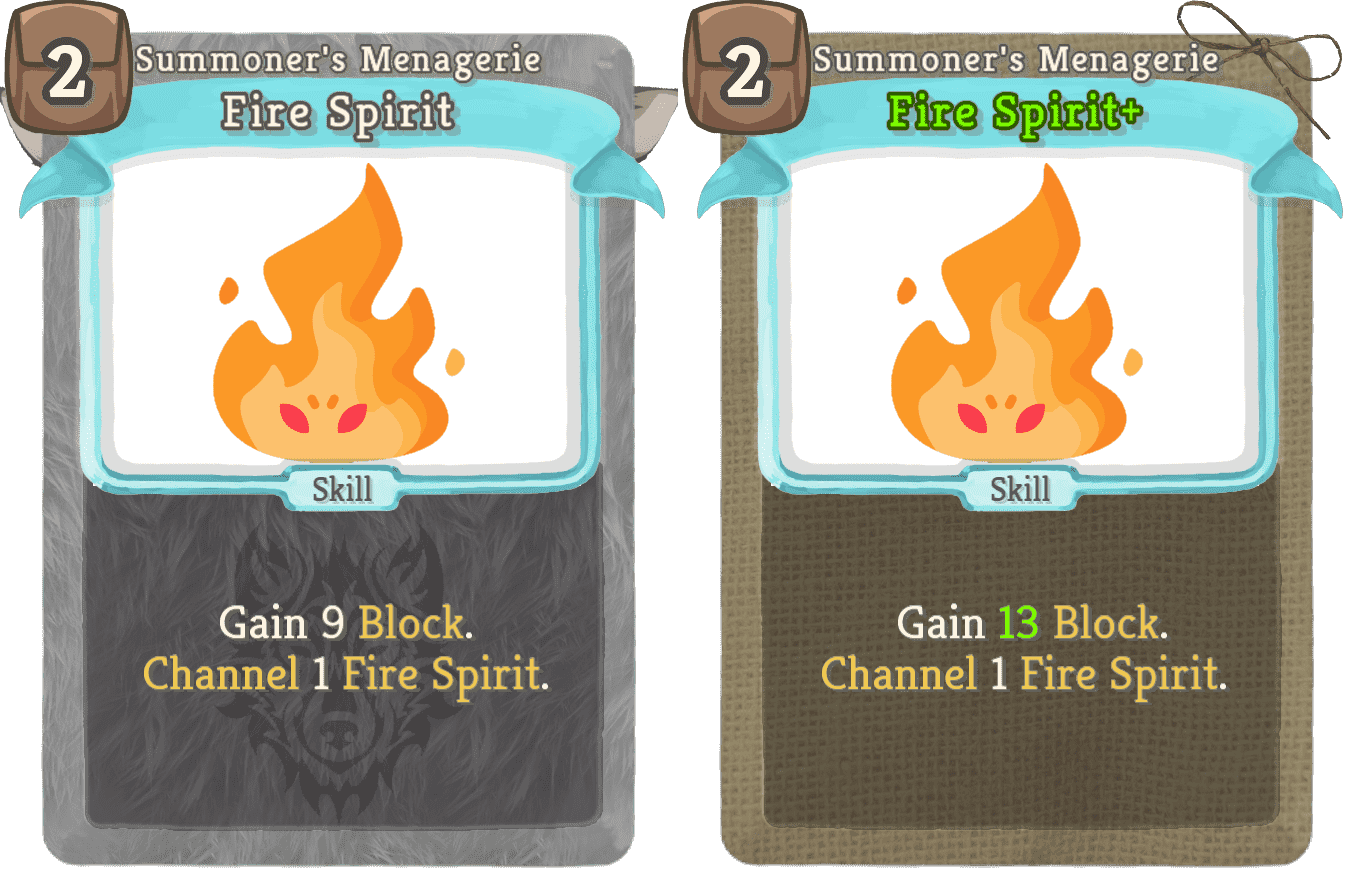 2
Summoner's Menagerie
Fire Spirit
Skill
Gain 9 Block.
Channel 1 Fire Spirit.
2
Summoner's Menagerie
Fire Spirit+
Skill
Gain 13 Block.
Channel 1 Fire Spirit.